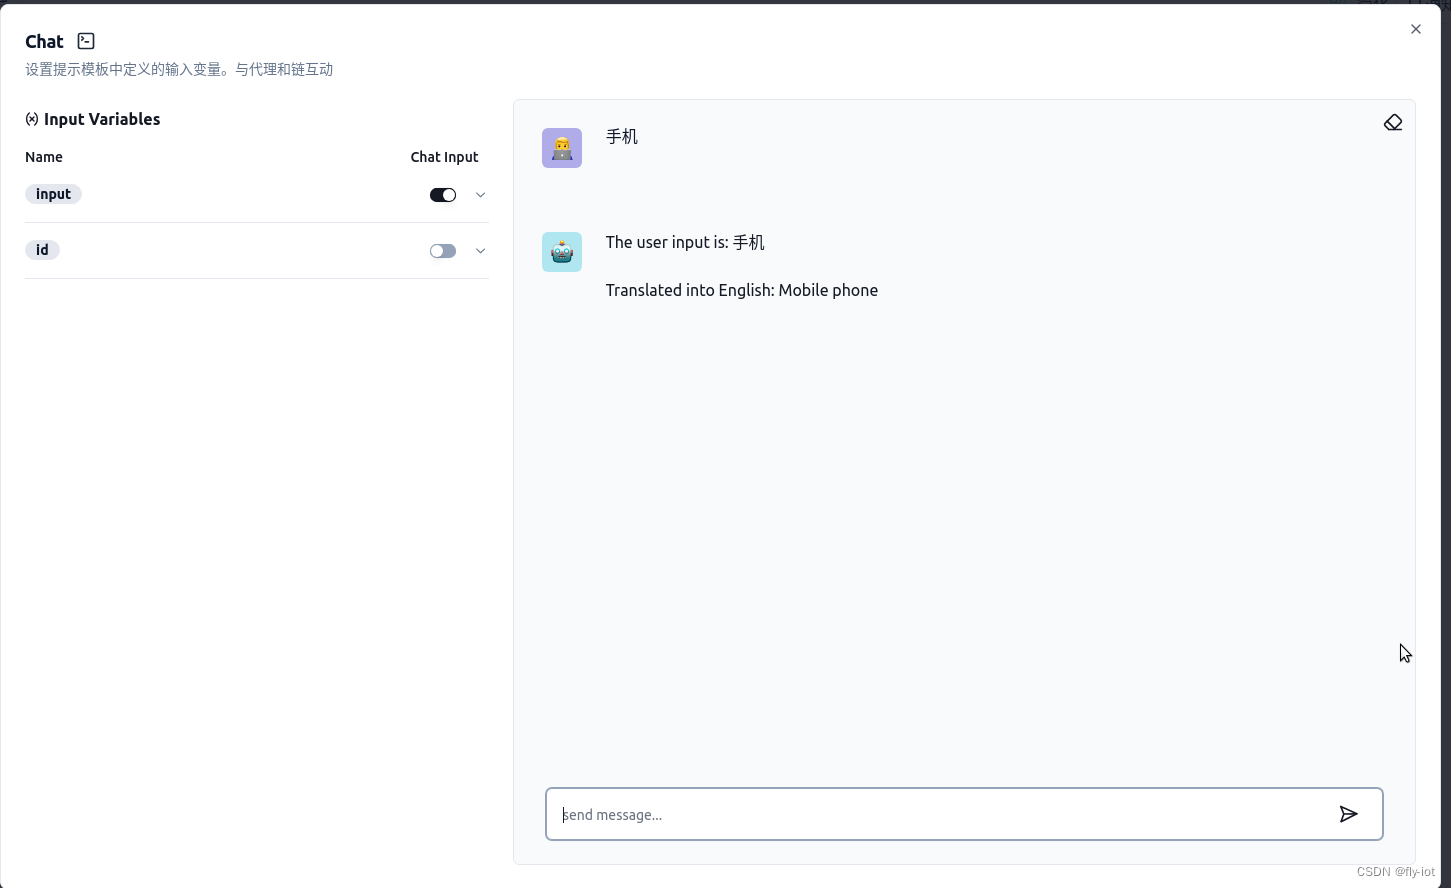 Chat
设置提示模板中定义的输入变量。与代理和链互动
Input Variables
Name Chat Input
input
id
手机
The user input is: 手机
Translated into English: Mobile phone
send message...
CSDN @fly-iot